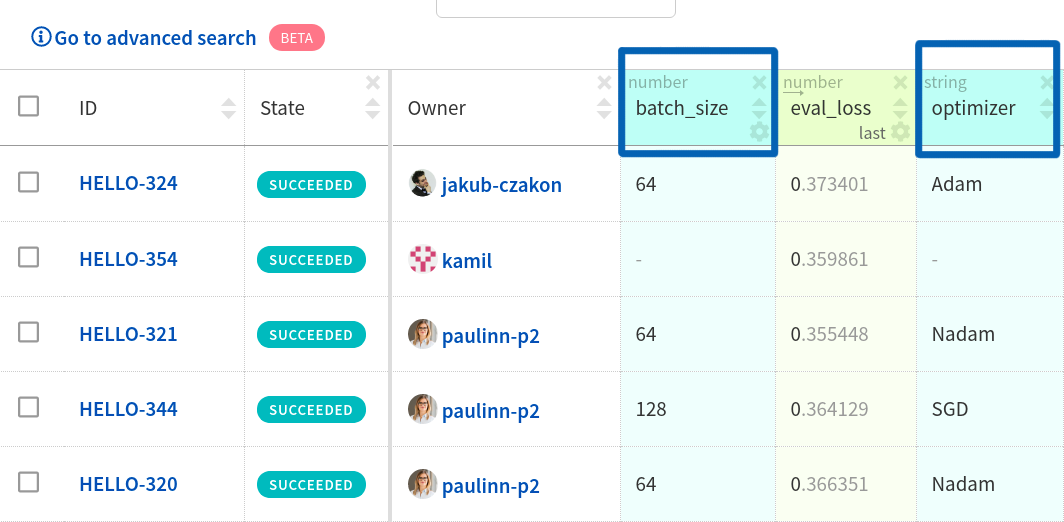 Go to advanced search BETA
number number string
ID State Owner batch_size eval_loss optimizer
last
HELLO-324 SUCCEEDED jakub-czakon 64 0.373401 Adam
HELLO-354 SUCCEEDED kamil - 0.359861 -
HELLO-321 SUCCEEDED paulinn-p2 64 0.355448 Nadam
HELLO-344 SUCCEEDED paulinn-p2 128 0.364129 SGD
HELLO-320 SUCCEEDED paulinn-p2 64 0.366351 Nadam